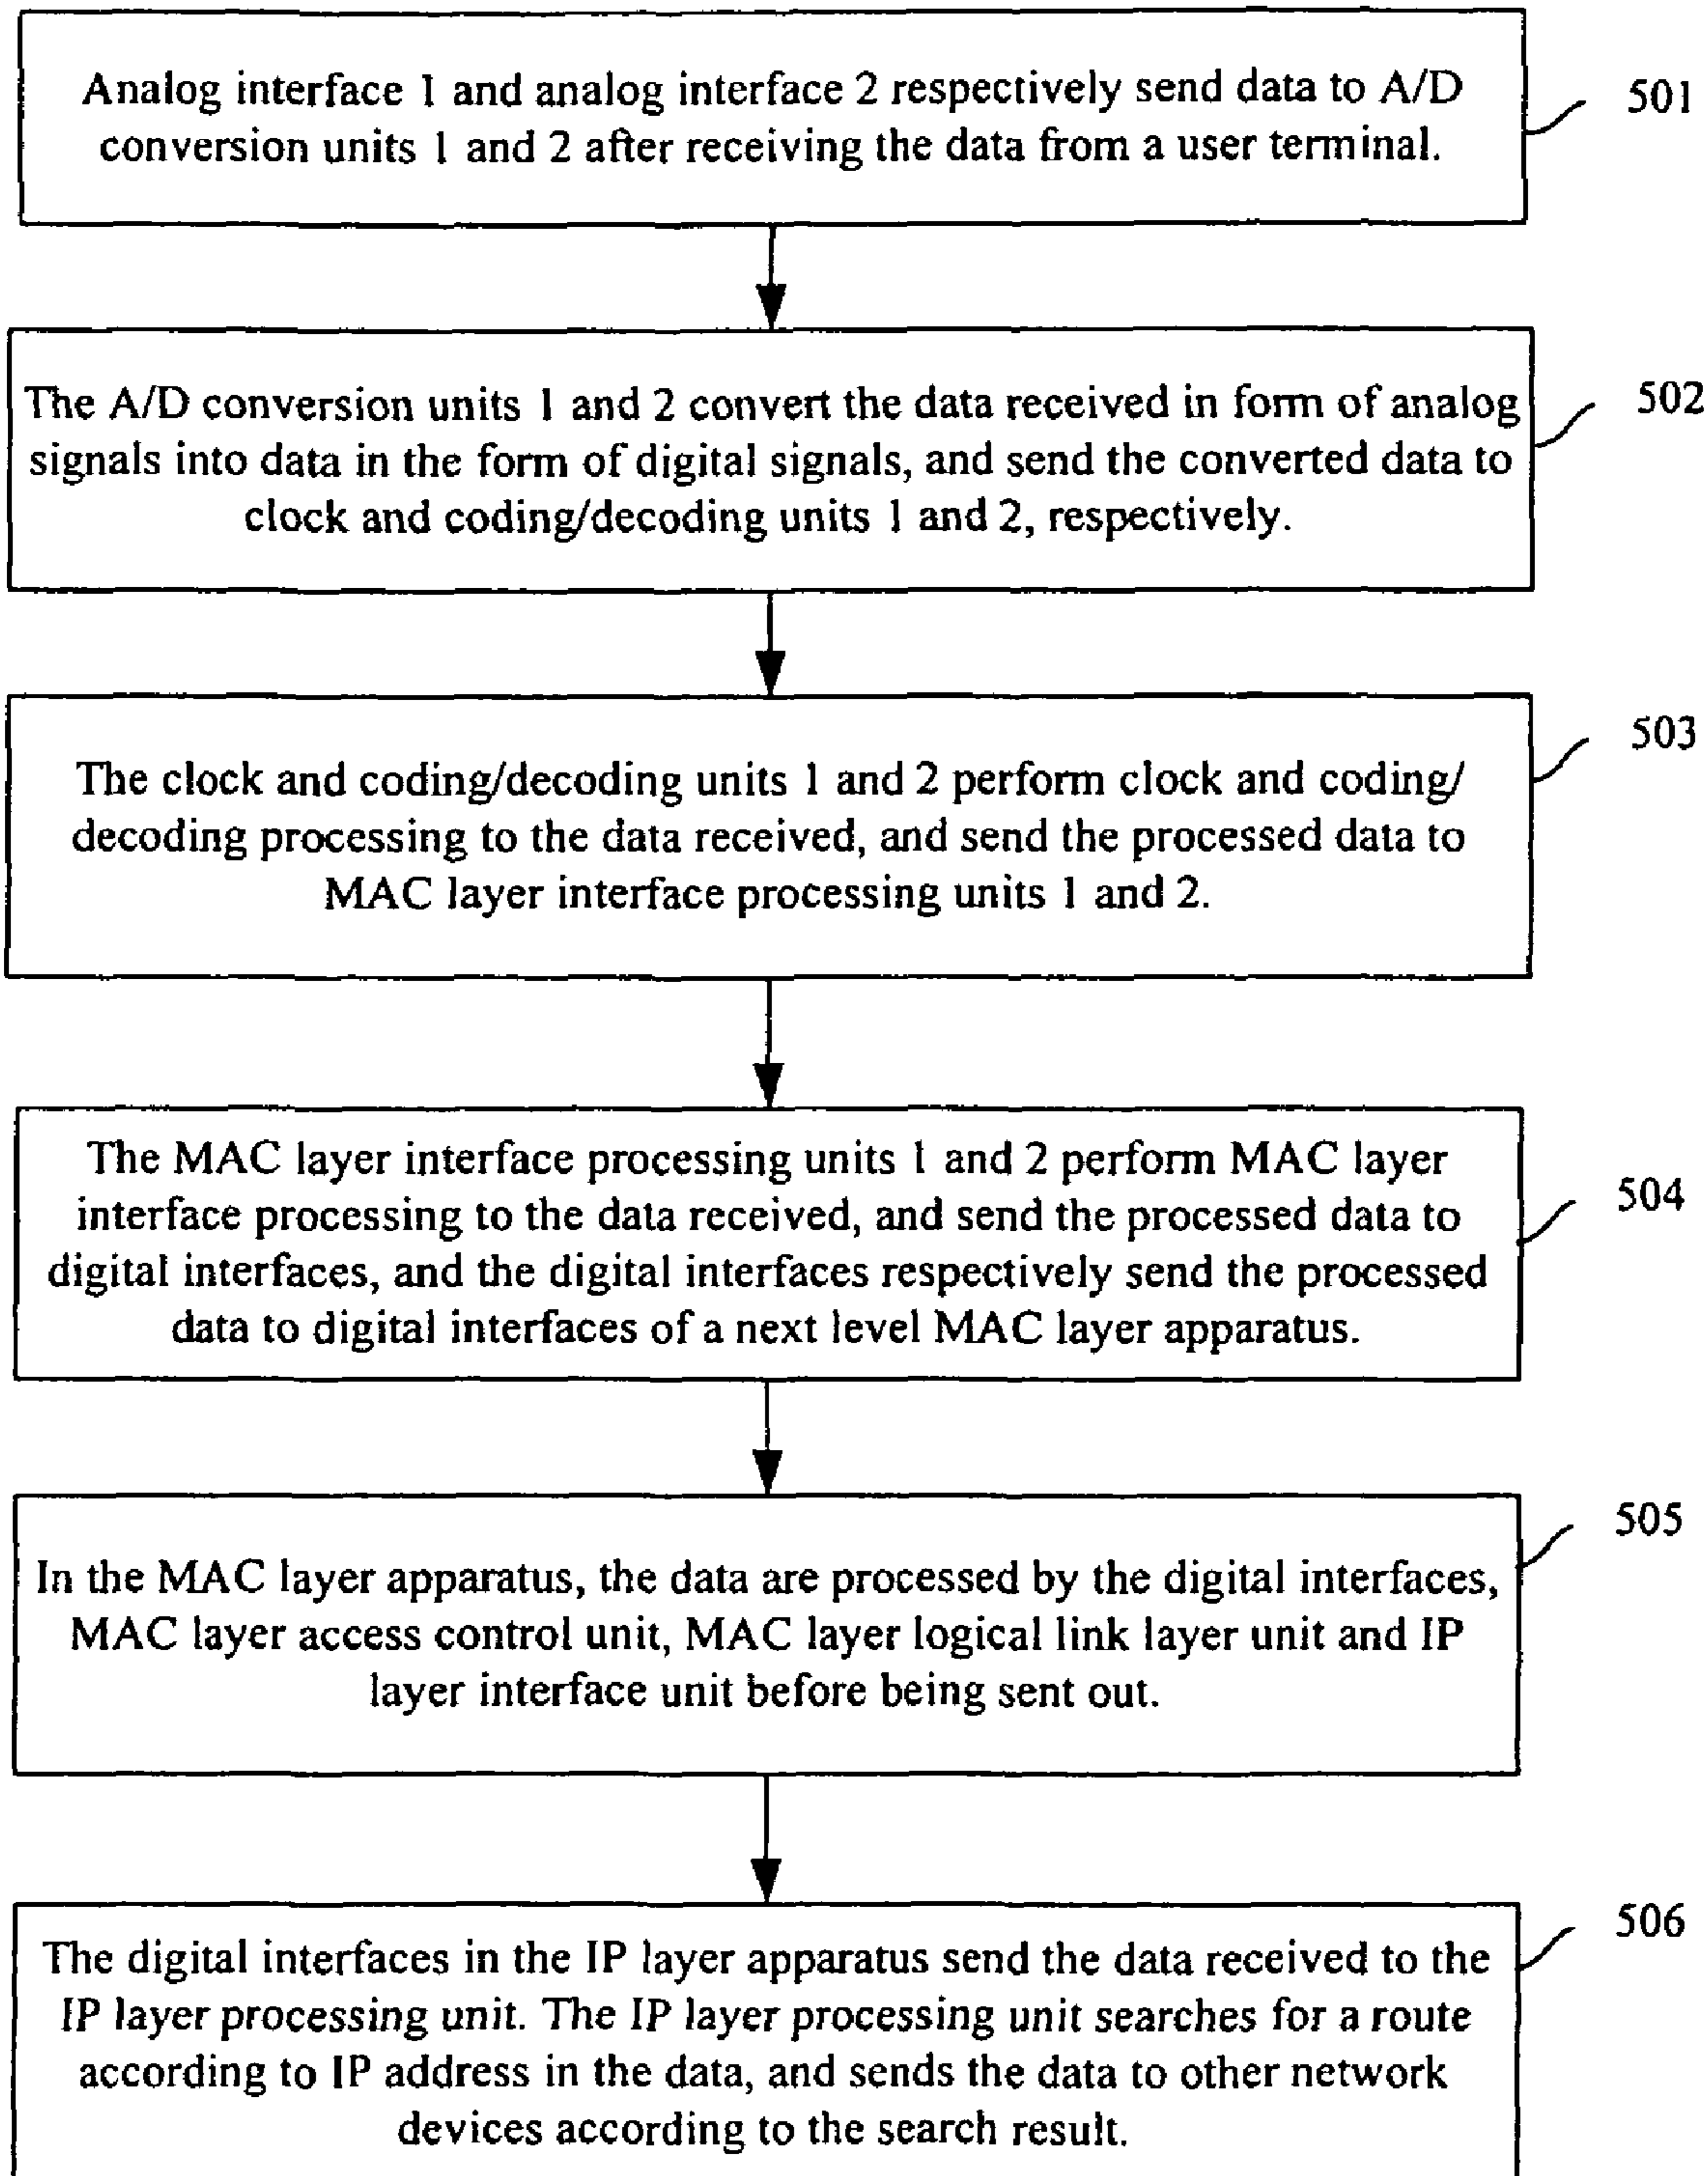 Analog interface 1 and analog interface 2 respectively send data to A/D
conversion units 1 and 2 after receiving the data from a user terminal.
501
The A/D conversion units 1 and 2 convert the data received in form of analog
signals into data in the form of digital signals, and send the converted data to
clock and coding/decoding units 1 and 2, respectively.
502
The clock and coding/decoding units 1 and 2 perform clock and coding/
decoding processing to the data received, and send the processed data to
MAC layer interface processing units 1 and 2.
503
The MAC layer interface processing units 1 and 2 perform MAC layer
interface processing to the data received, and send the processed data to
digital interfaces, and the digital interfaces respectively send the processed
data to digital interfaces of a next level MAC layer apparatus.
504
In the MAC layer apparatus, the data are processed by the digital interfaces,
MAC layer access control unit, MAC layer logical link layer unit and IP
layer interface unit before being sent out.
505
The digital interfaces in the IP layer apparatus send the data received to the
IP layer processing unit. The IP layer processing unit searches for a route
according to IP address in the data, and sends the data to other network
devices according to the search result.
506